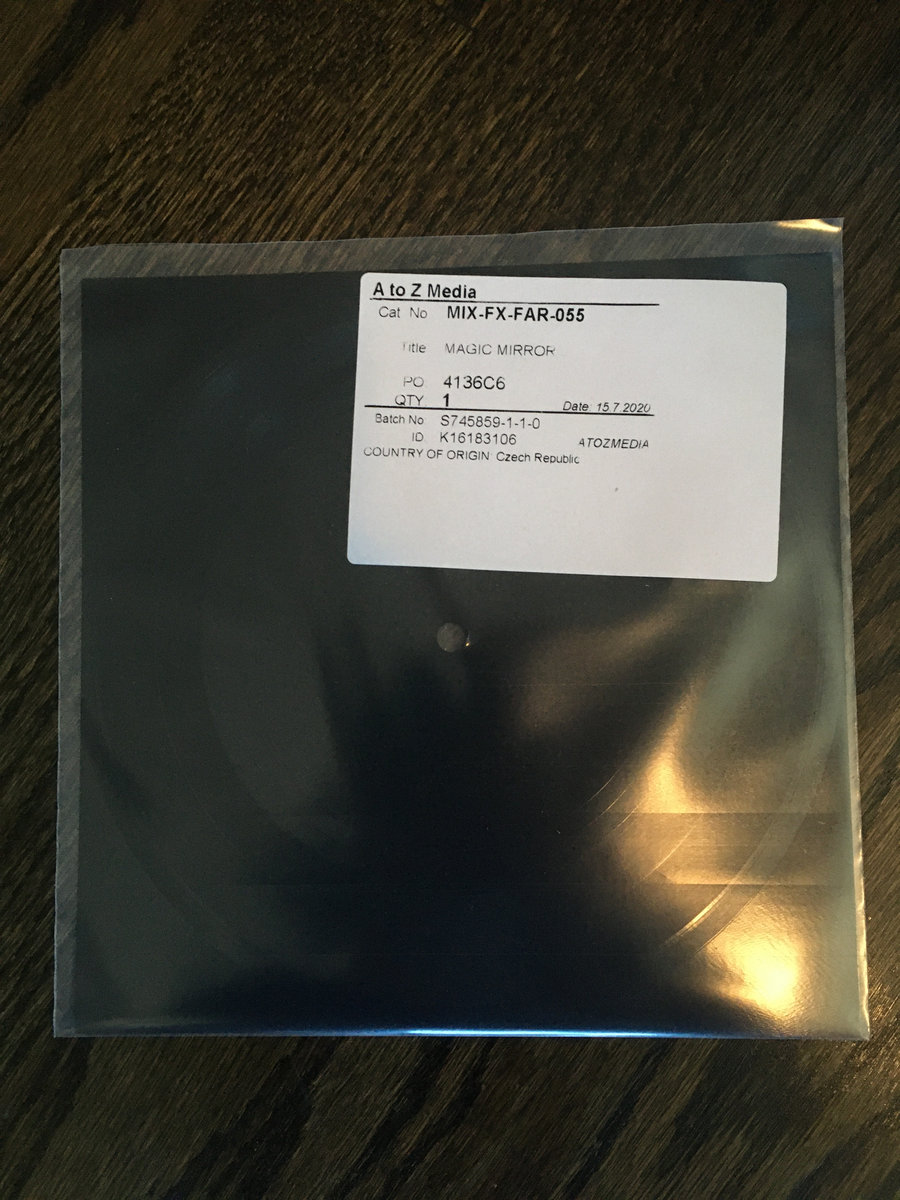 A to Z Media
Cat No MIX-FX-FAR-055
Title MAGIC MIRROR
PO 4136C6
QTY 1 Date: 15.7.2020
Batch No S745859-1-1-0
ID K16183106 ATOZMEDIA
COUNTRY OF ORIGIN Czech Republic